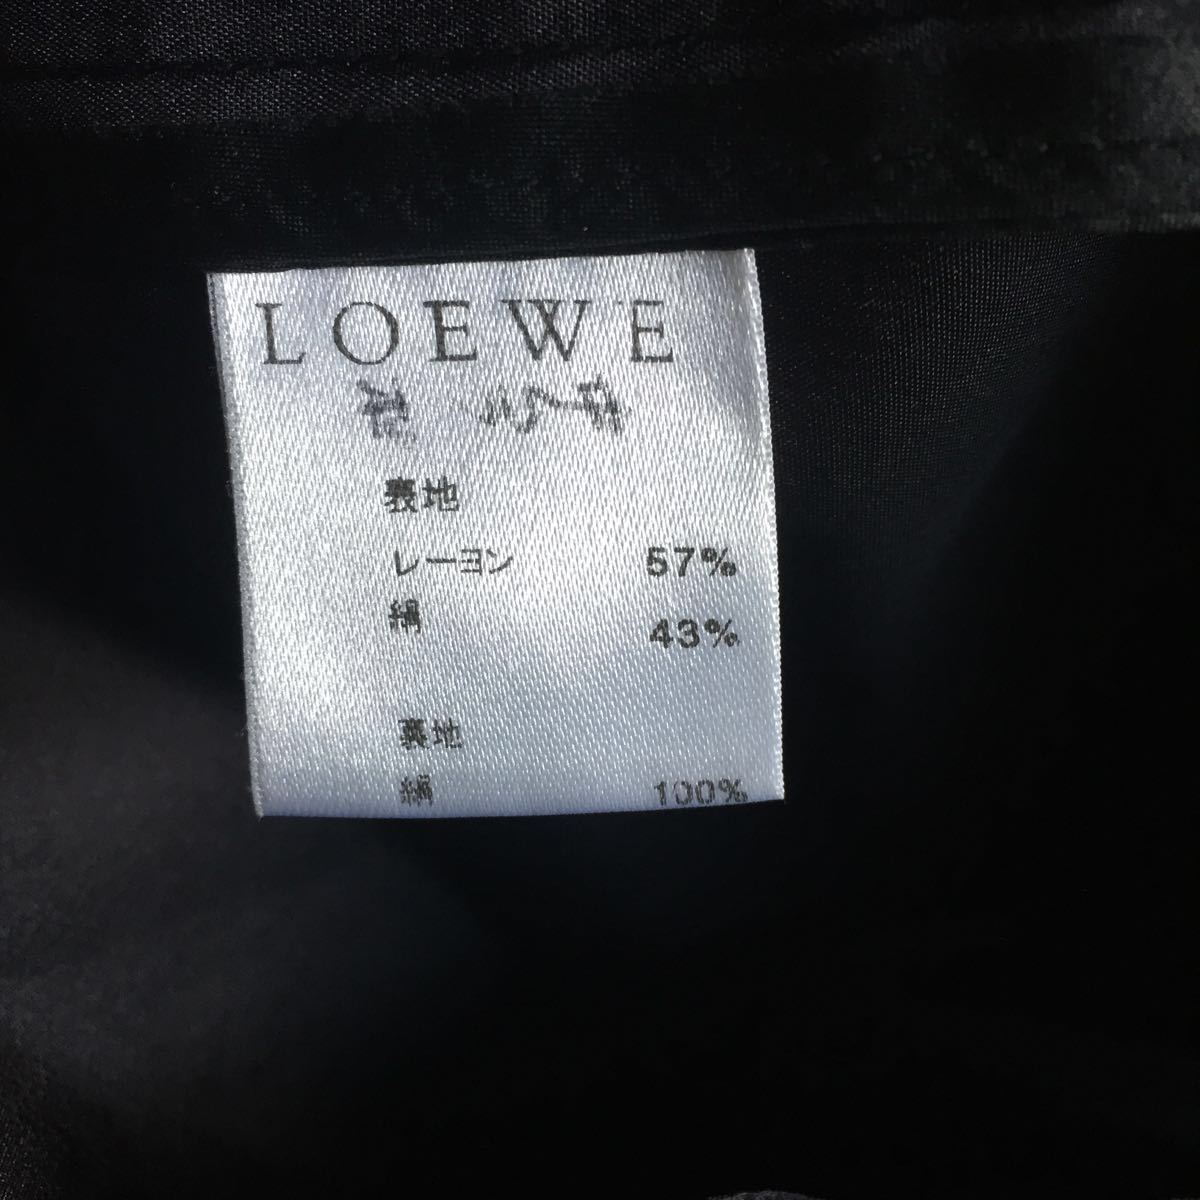 LOEWE
表地
レーヨン 57%
絹 43%
裏地
絹 100%